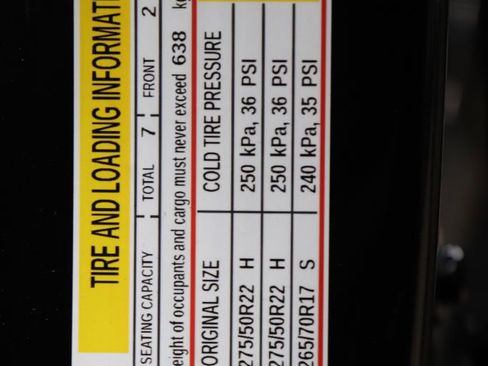 TIRE AND LOADING INFORMAT
SEATING CAPACITY TOTAL 7 FRONT 2
eight of occupants and cargo must never exceed 638 kg
ORIGINAL SIZE COLD TIRE PRESSURE
275/50R22 H 250 kPa, 36 PSI
275/50R22 H 250 kPa, 36 PSI
265/70R17 S 240 kPa, 35 PSI